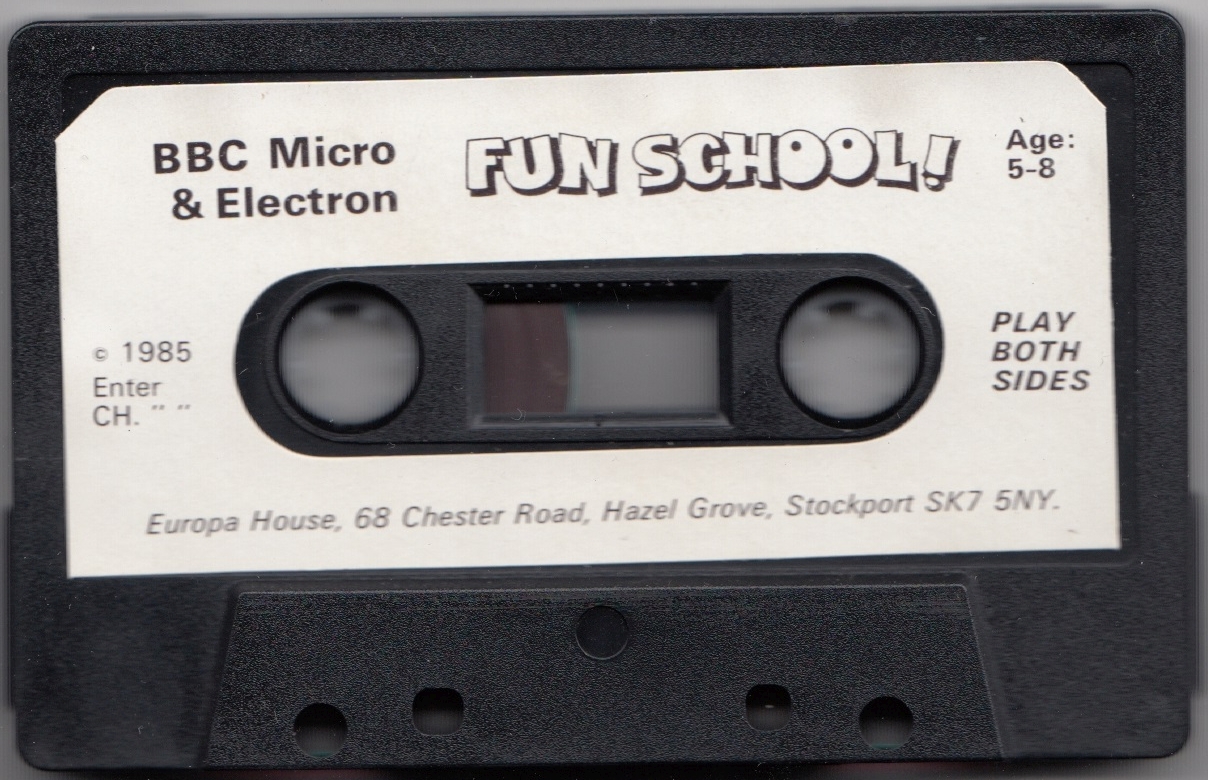 BBC Micro
& Electron
FUN SCHOOL!
Age:
5-8
© 1985
Enter
CH. " "
PLAY
BOTH
SIDES
Europa House, 68 Chester Road, Hazel Grove, Stockport SK7 5NY.